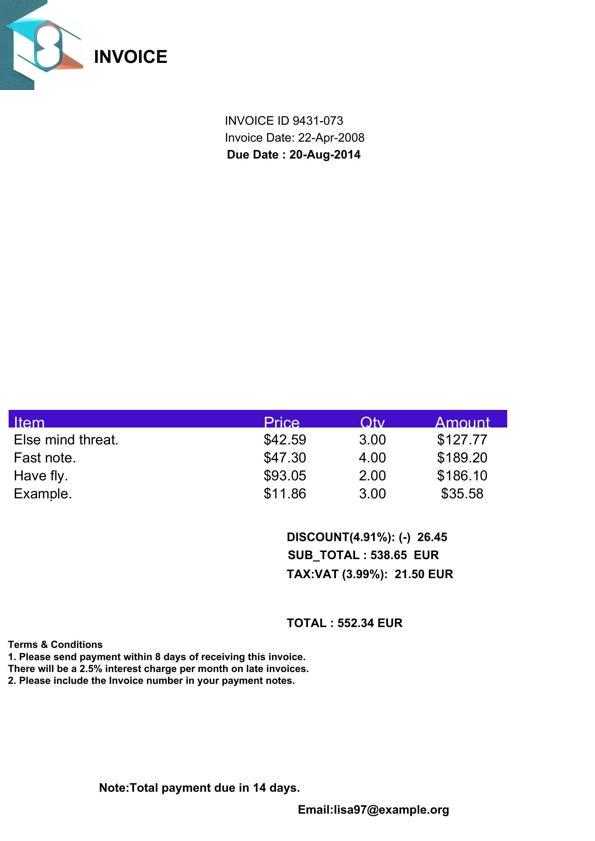 INVOICE
INVOICE ID 9431-073
Invoice Date: 22-Apr-2008
Due Date : 20-Aug-2014
Item Price Qty Amount
Else mind threat. $42.59 3.00 $127.77
Fast note. $47.30 4.00 $189.20
Have fly. $93.05 2.00 $186.10
Example. $11.86 3.00 $35.58
DISCOUNT(4.91%): (-) 26.45
SUB_TOTAL : 538.65 EUR
TAX:VAT (3.99%): 21.50 EUR
TOTAL : 552.34 EUR
Terms & Conditions
1. Please send payment within 8 days of receiving this invoice.
There will be a 2.5% interest charge per month on late invoices.
2. Please include the Invoice number in your payment notes.
Note:Total payment due in 14 days.
Email:lisa97@example.org